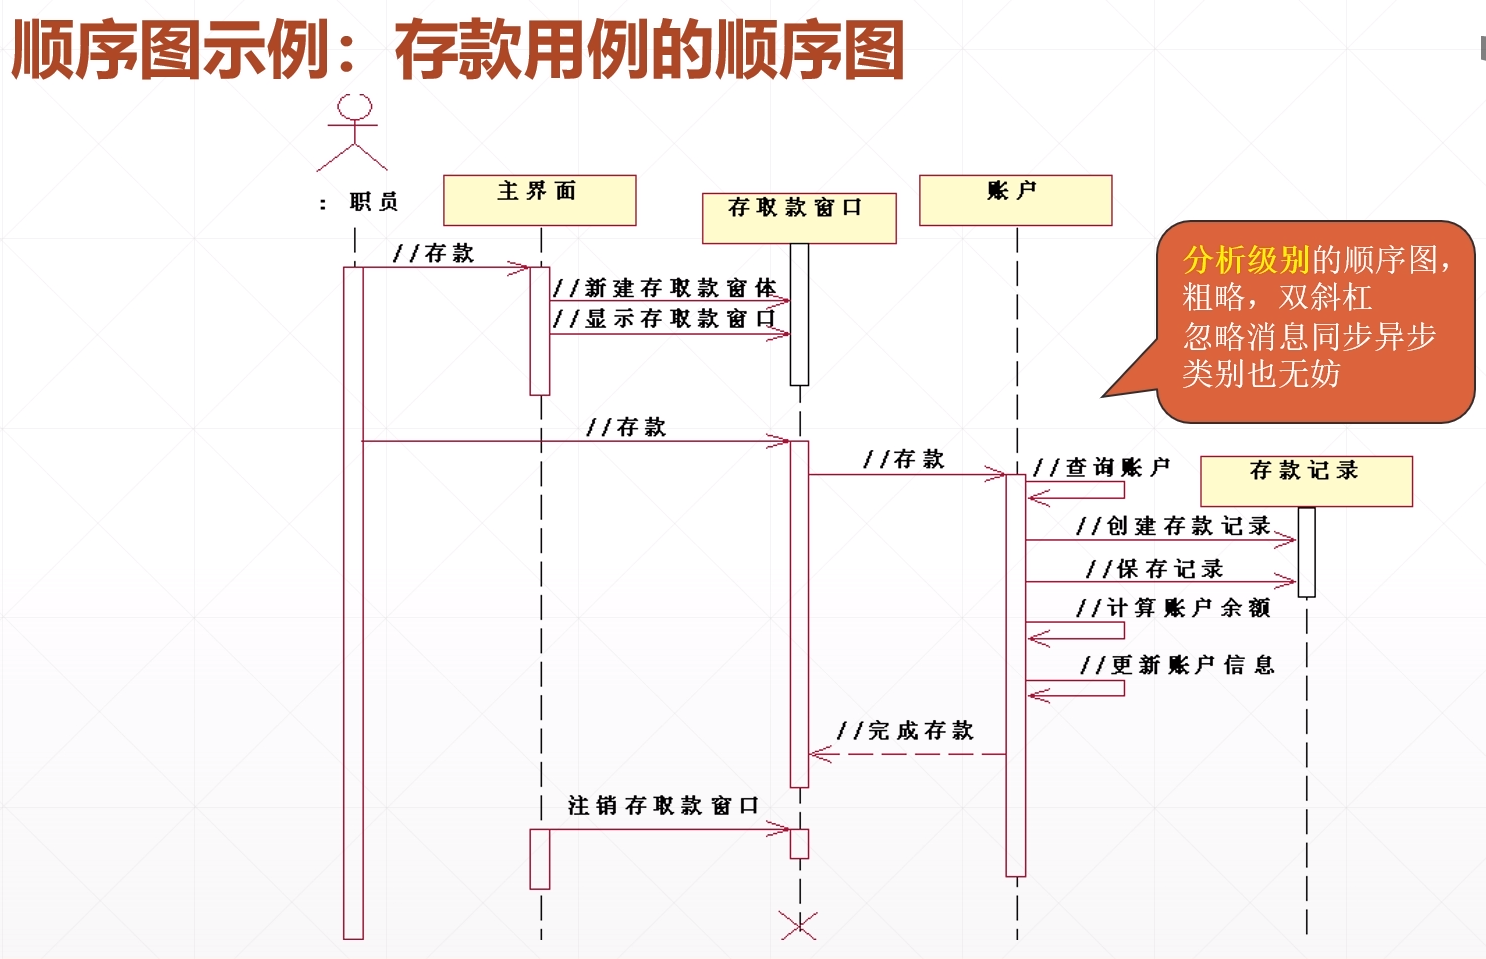 顺序图示例：存款用例的顺序图
：职员
主界面
存取款窗口
账户
//存款
//新建存取款窗体
//显示存取款窗口
分析级别的顺序图，
粗略，双斜杠
忽略消息同步异步
类别也无妨
//存款
//存款
//查询账户
存款记录
//创建存款记录
//保存记录
//计算账户余额
//更新账户信息
//完成存款
注销存取款窗口